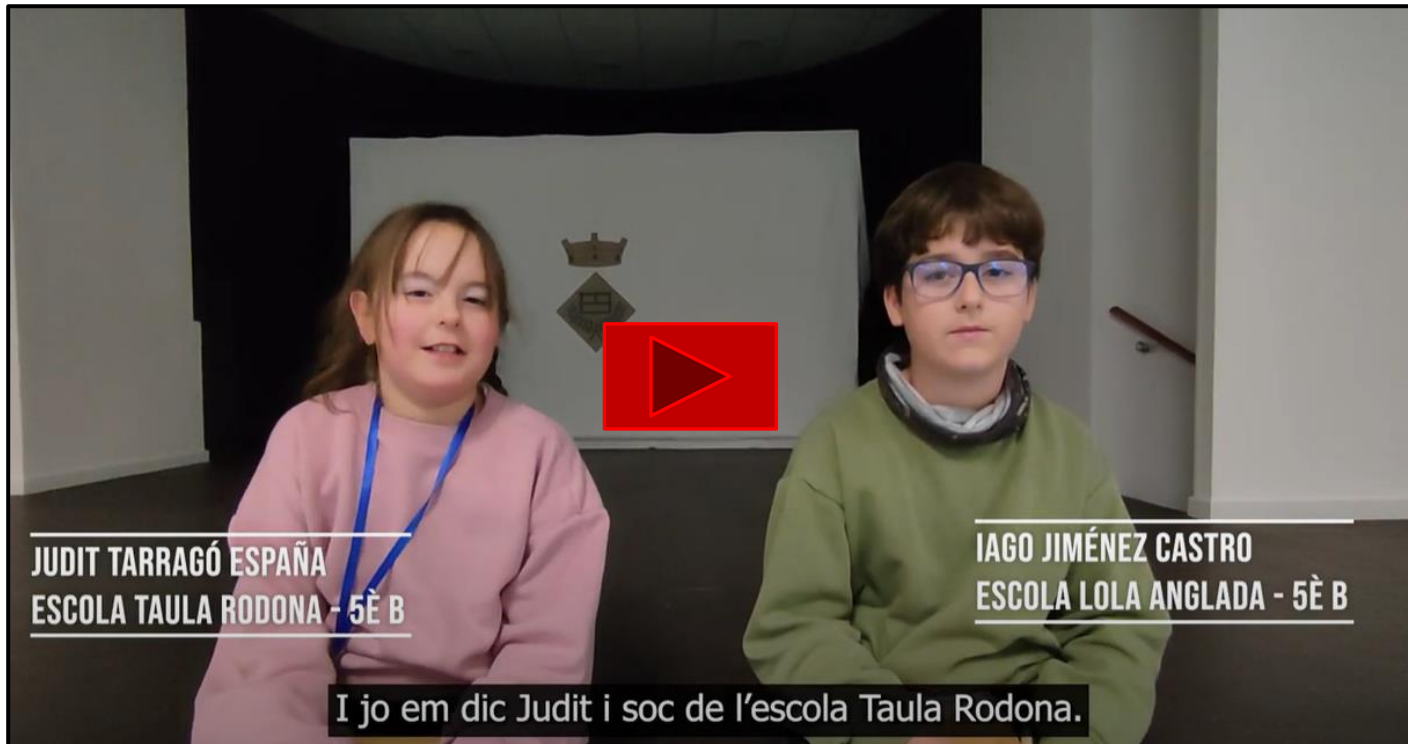 JUDIT TARRAGÓ ESPAÑA
ESCOLA TAULA RODONA - 5È B
IAGO JIMÉNEZ CASTRO
ESCOLA LOLA ANGLADA - 5È B
I jo em dic Judit i soc de l'escola Taula Rodona.